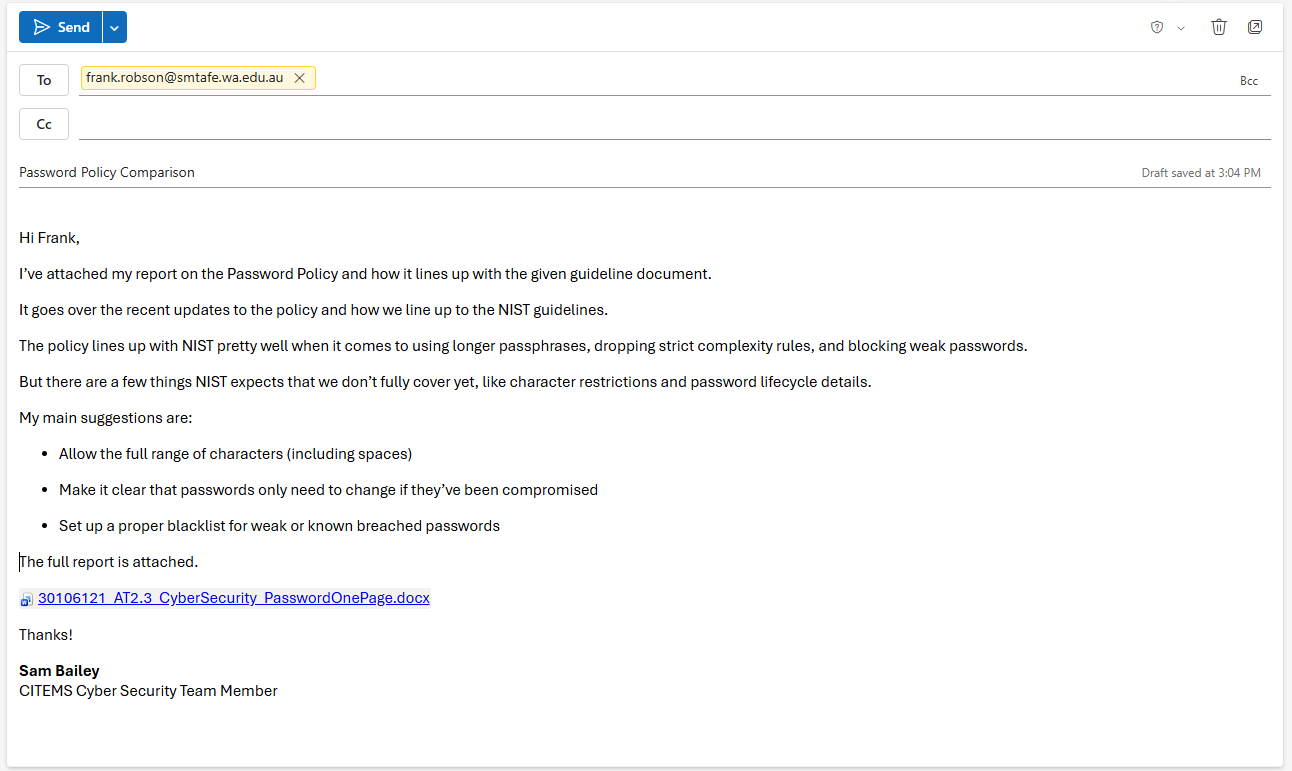 Send
To
frank.robson@smtafe.wa.edu.au
Bcc
Cc
Password Policy Comparison
Draft saved at 3:04 PM
Hi Frank,
I’ve attached my report on the Password Policy and how it lines up with the given guideline document.
It goes over the recent updates to the policy and how we line up to the NIST guidelines.
The policy lines up with NIST pretty well when it comes to using longer passphrases, dropping strict complexity rules, and blocking weak passwords.
But there are a few things NIST expects that we don’t fully cover yet, like character restrictions and password lifecycle details.
My main suggestions are:
• Allow the full range of characters (including spaces)
• Make it clear that passwords only need to change if they’ve been compromised
• Set up a proper blacklist for weak or known breached passwords
The full report is attached.
30106121_AT2.3_CyberSecurity_PasswordOnePage.docx
Thanks!
Sam Bailey
CITEMS Cyber Security Team Member